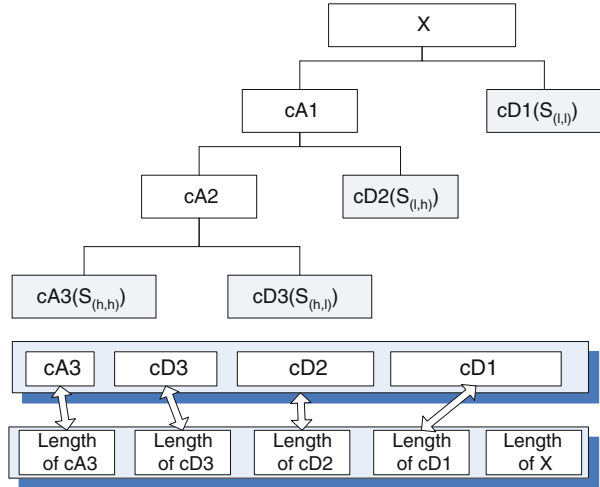 X
cA1
cD1(S(l,l))
cA2
cD2(S(l,h))
cA3(S(h,h))
cD3(S(h,l))
cA3 cD3 cD2 cD1
Length Length Length Length Length
of cA3 of cD3 of cD2 of cD1 of X